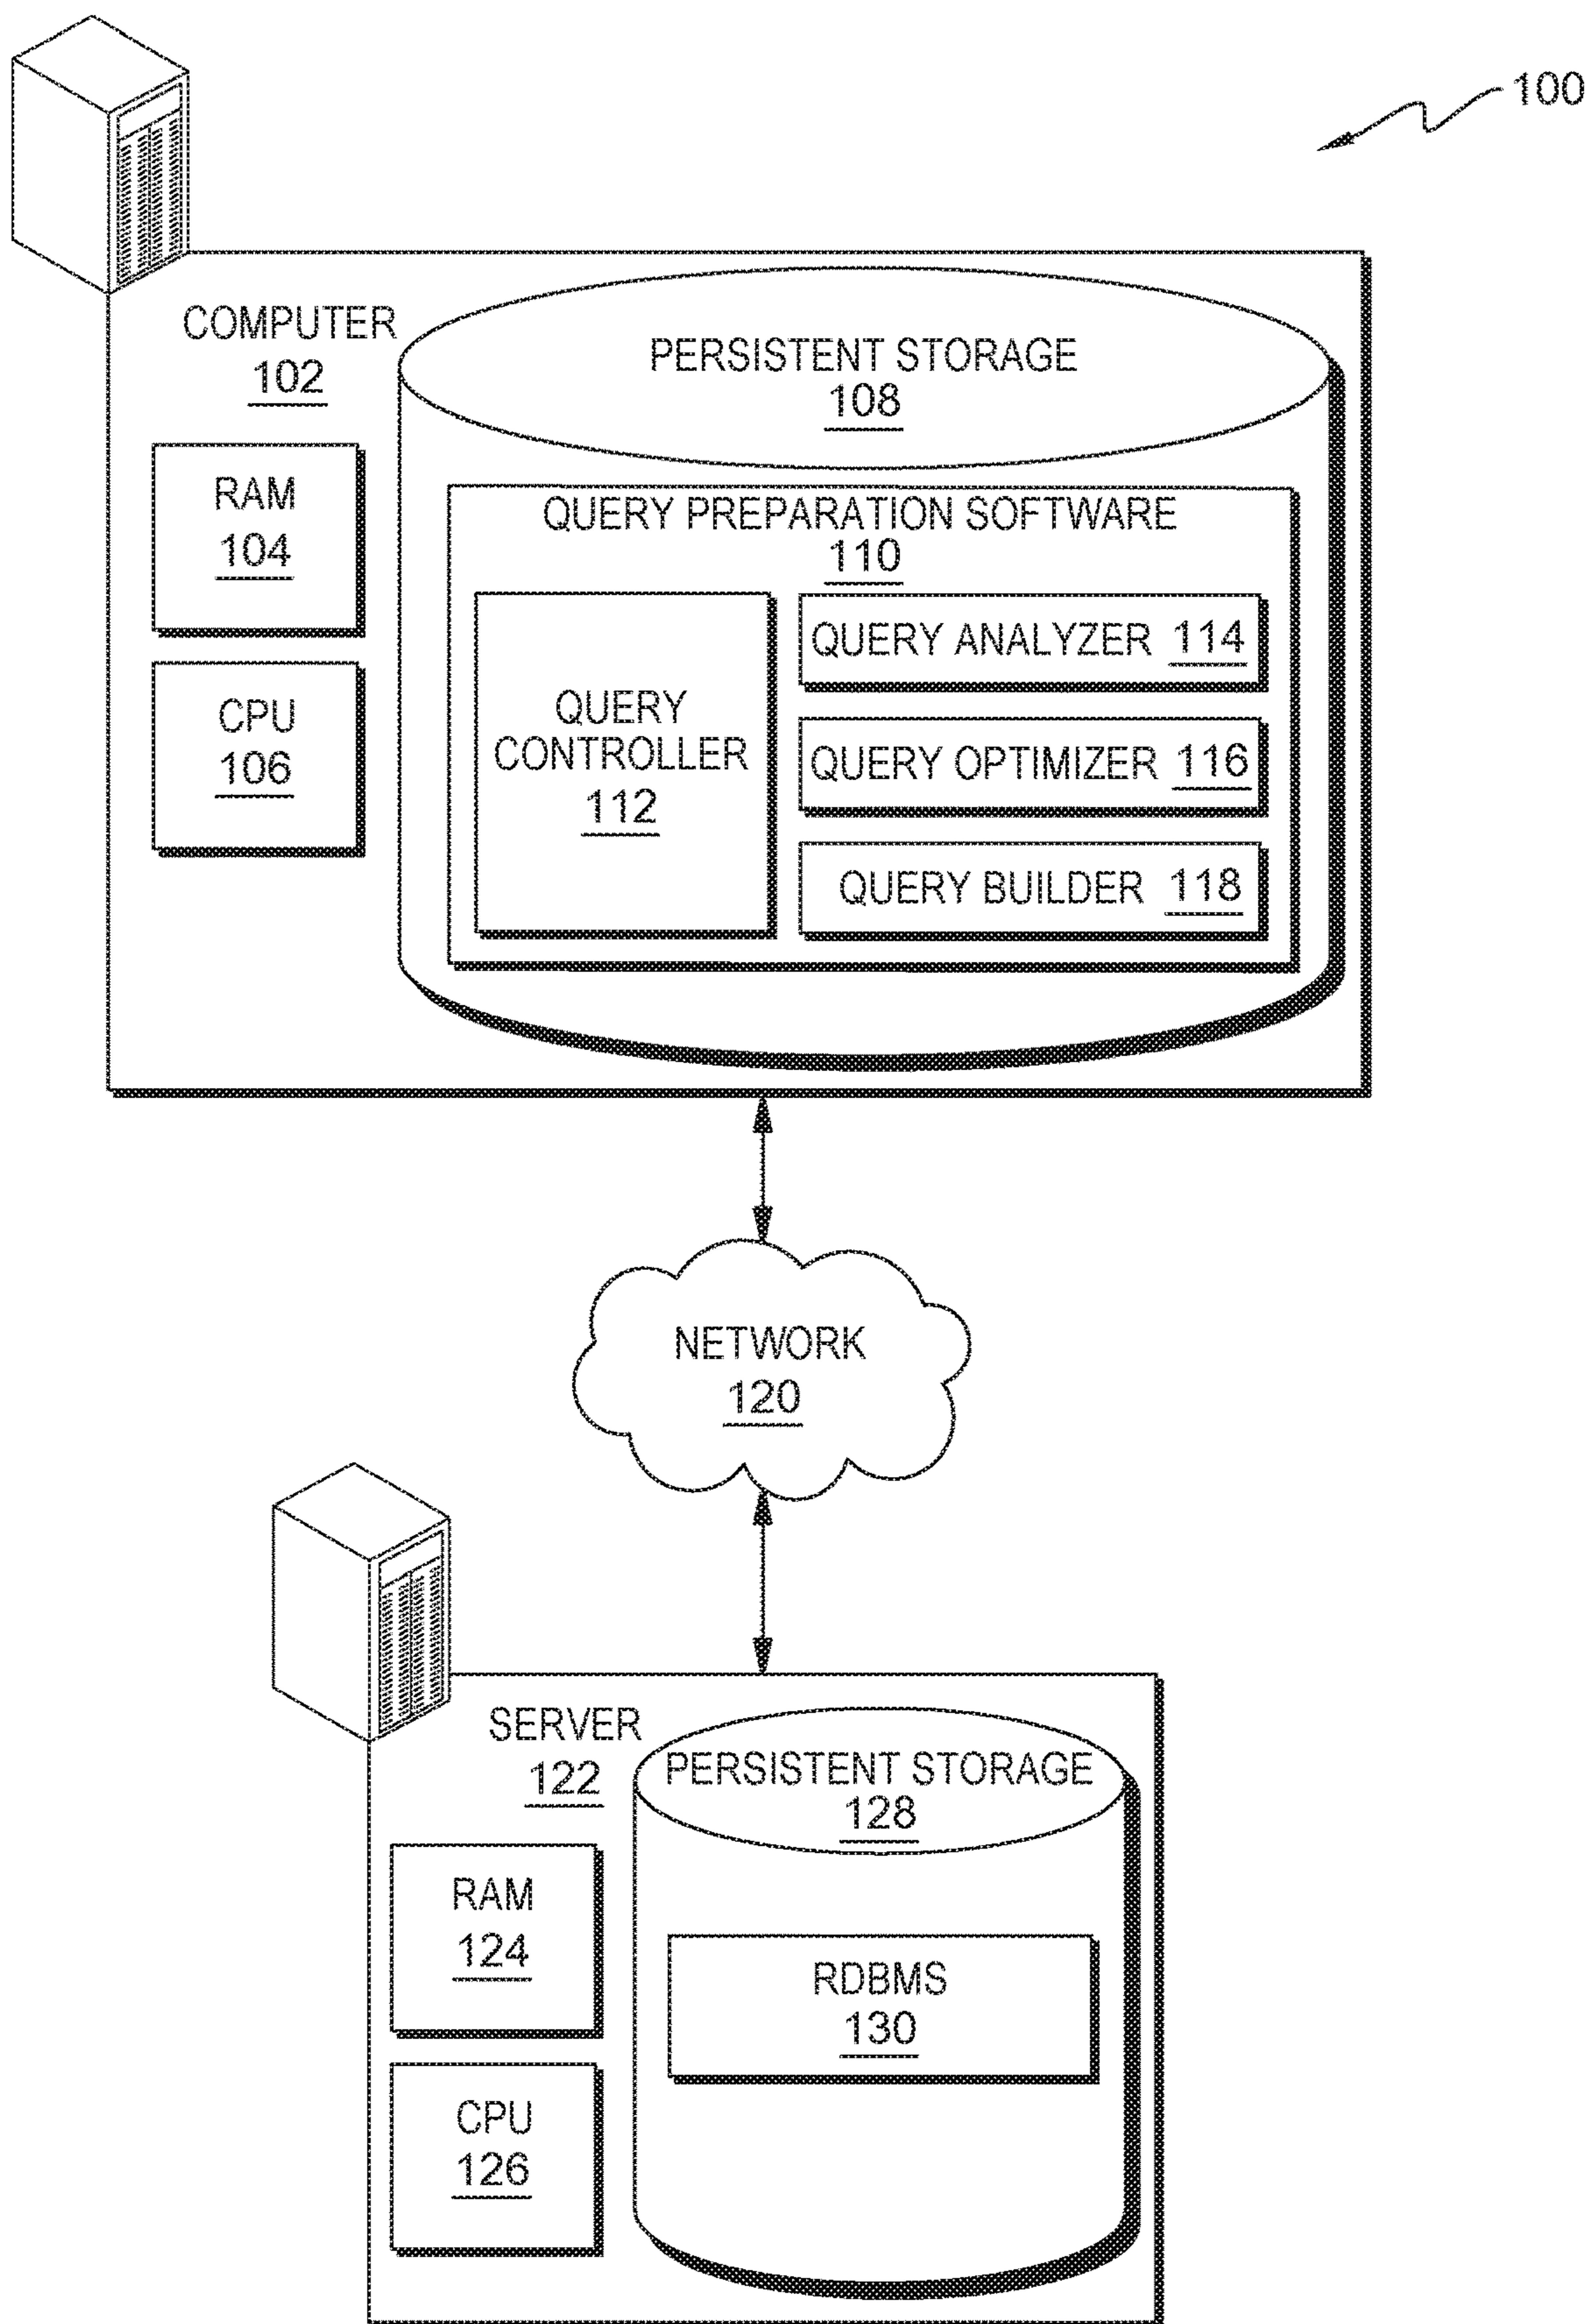 100
COMPUTER
102
PERSISTENT STORAGE
108
RAM
104
CPU
106
QUERY PREPARATION SOFTWARE
110
QUERY
CONTROLLER
112
QUERY ANALYZER 114
QUERY OPTIMIZER 116
QUERY BUILDER 118
NETWORK
120
SERVER
122
PERSISTENT STORAGE
128
RAM
124
CPU
126
RDBMS
130